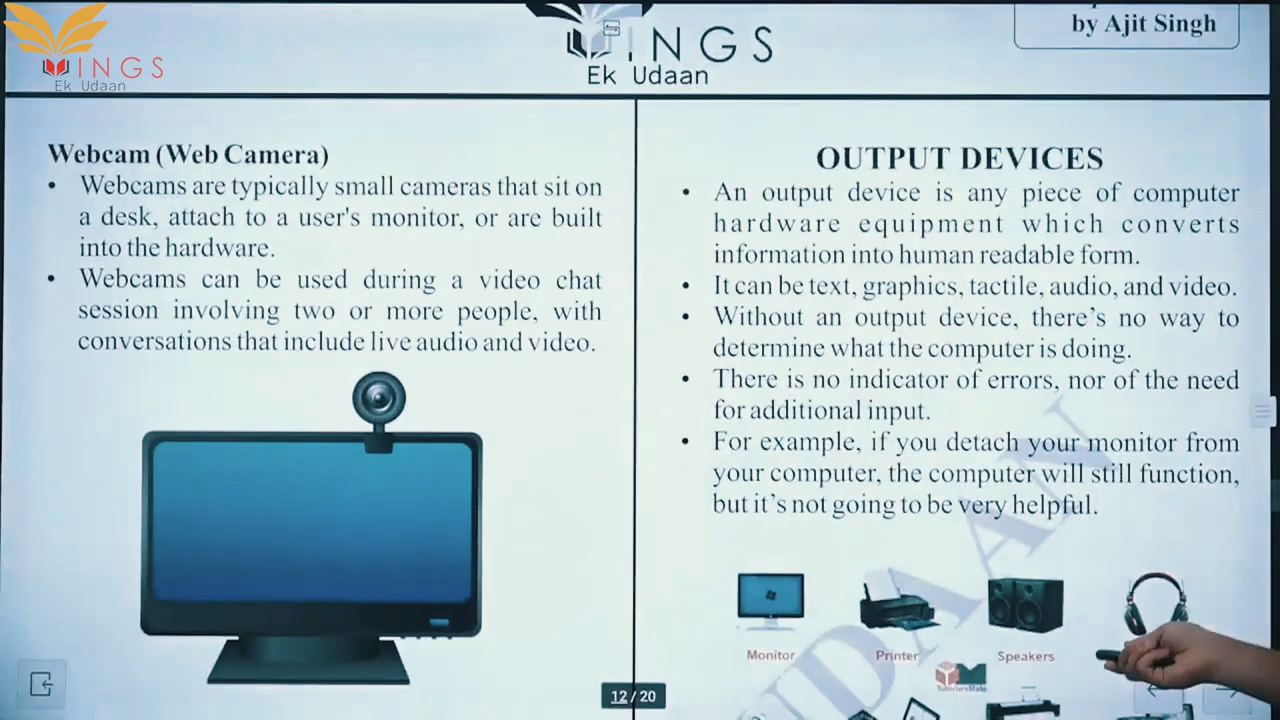 WINGS
Ek Udaan
INGS
Ek Udaan
by Ajit Singh
Webcam (Web Camera)
• Webcams are typically small cameras that sit on
a desk, attach to a user's monitor, or are built
into the hardware.
• Webcams can be used during a video chat
session involving two or more people, with
conversations that include live audio and video.
OUTPUT DEVICES
• An output device is any piece of computer
hardware equipment which converts
information into human readable form.
• It can be text, graphics, tactile, audio, and video.
• Without an output device, there’s no way to
determine what the computer is doing.
• There is no indicator of errors, nor of the need
for additional input.
• For example, if you detach your monitor from
your computer, the computer will still function,
but it’s not going to be very helpful.
Monitor
Printer
Speakers
TutorialsMate
UDAAN
12 / 20